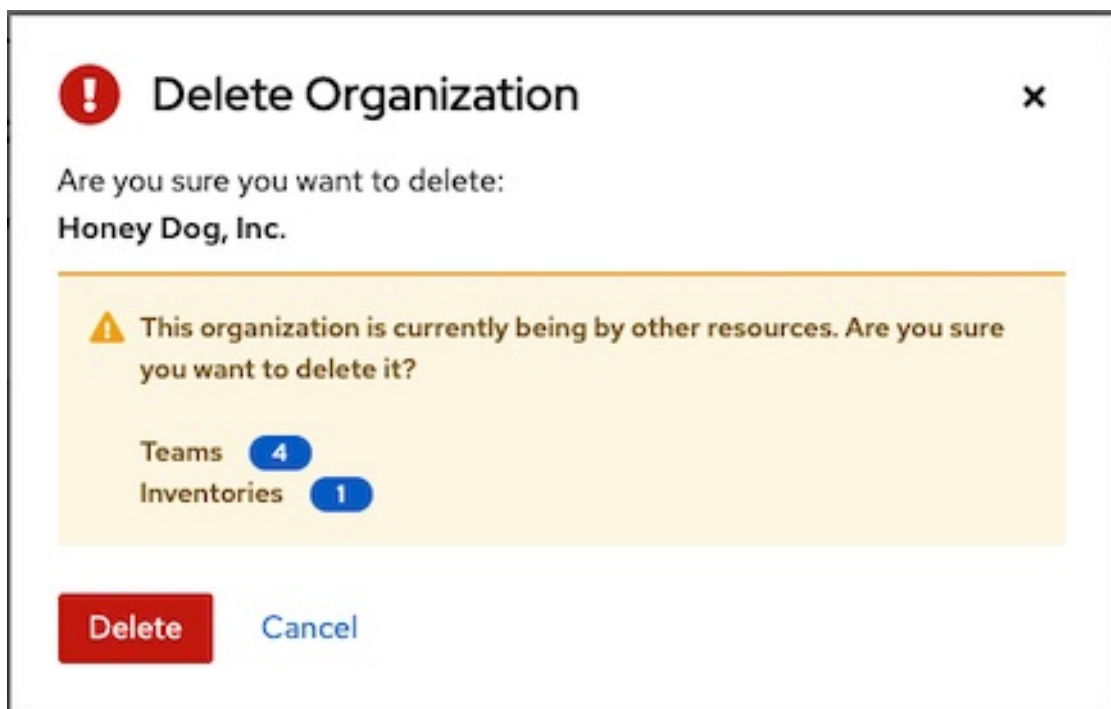 Delete Organization
Are you sure you want to delete:
Honey Dog, Inc.
This organization is currently being by other resources. Are you sure
you want to delete it?
Teams 4
Inventories 1
Delete Cancel